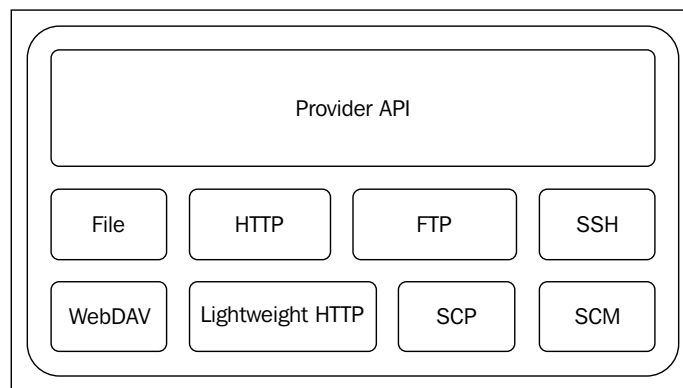 Provider API
File
HTTP
FTP
SSH
WebDAV
Lightweight HTTP
SCP
SCM